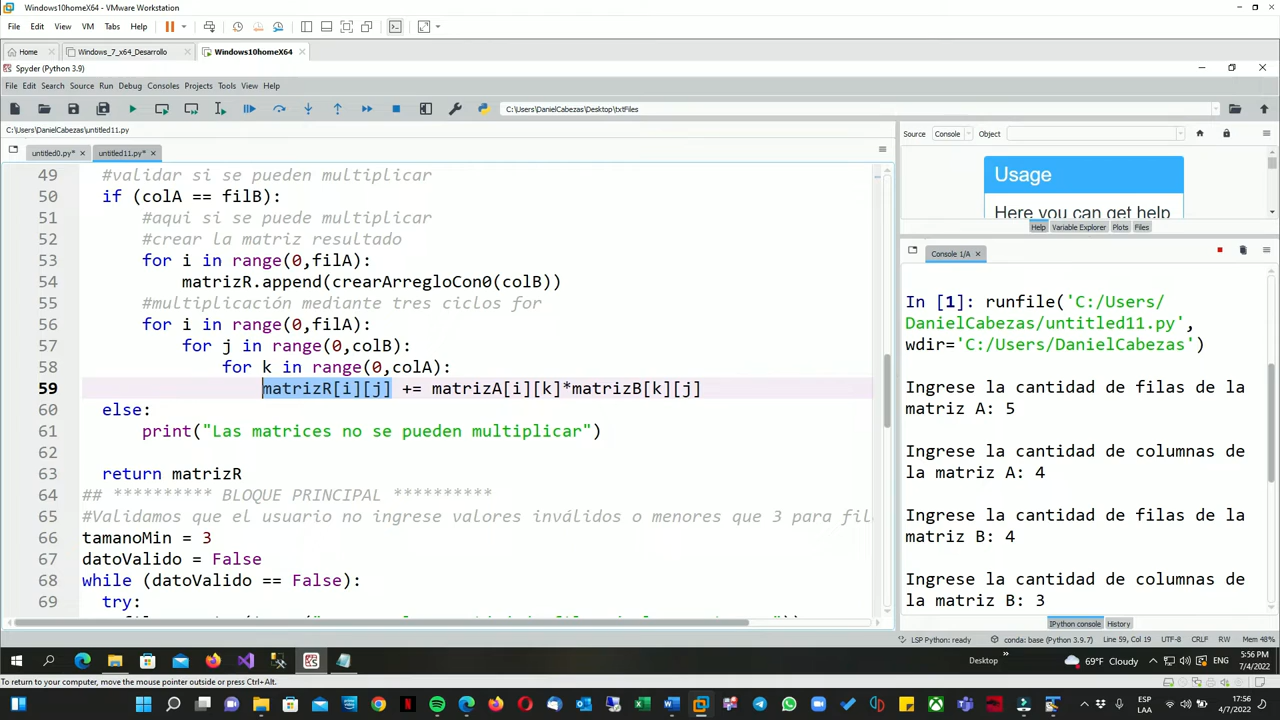 Windows10homeX64 - VMware Workstation
File Edit View VM Tabs Help
Home Windows_7_x64_Desarrollo Windows10homeX64
Spyder (Python 3.9)
File Edit Search Source Run Debug Consoles Projects Tools View Help
C:\Users\DanielCabezas\Desktop\txtFiles
C:\Users\DanielCabezas\untitled11.py
untitled0.py* untitled11.py*
49 #validar si se pueden multiplicar
50 if (colA == filB):
51 #aqui si se puede multiplicar
52 #crear la matriz resultado
53 for i in range(0,filA):
54 matrizR.append(crearArregloCon0(colB))
55 #multiplicación mediante tres ciclos for
56 for i in range(0,filA):
57 for j in range(0,colB):
58 for k in range(0,colA):
59 matrizR[i][j] += matrizA[i][k]*matrizB[k][j]
60 else:
61 print("Las matrices no se pueden multiplicar")
62
63 return matrizR
64 ## ********** BLOQUE PRINCIPAL **********
65 #Validamos que el usuario no ingrese valores inválidos o menores que 3 para fil
66 tamanoMin = 3
67 datoValido = False
68 while (datoValido == False):
69 try:
Source Console Object
Usage
Here you can get help
Help Variable Explorer Plots Files
Console 1/A
In [1]: runfile('C:/Users/
DanielCabezas/untitled11.py',
wdir='C:/Users/DanielCabezas')
Ingrese la cantidad de filas de la
matriz A: 5
Ingrese la cantidad de columnas de
la matriz A: 4
Ingrese la cantidad de filas de la
matriz B: 4
Ingrese la cantidad de columnas de
la matriz B: 3
IPython console History
LSP Python: ready conda: base (Python 3.9.7) Line 59, Col 19 UTF-8 CRLF RW Mem 48%
Desktop 69°F Cloudy ENG 5:56 PM
7/4/2022
To return to your computer, move the mouse pointer outside or press Ctrl+Alt.
ESP
LAA
17:56
4/7/2022